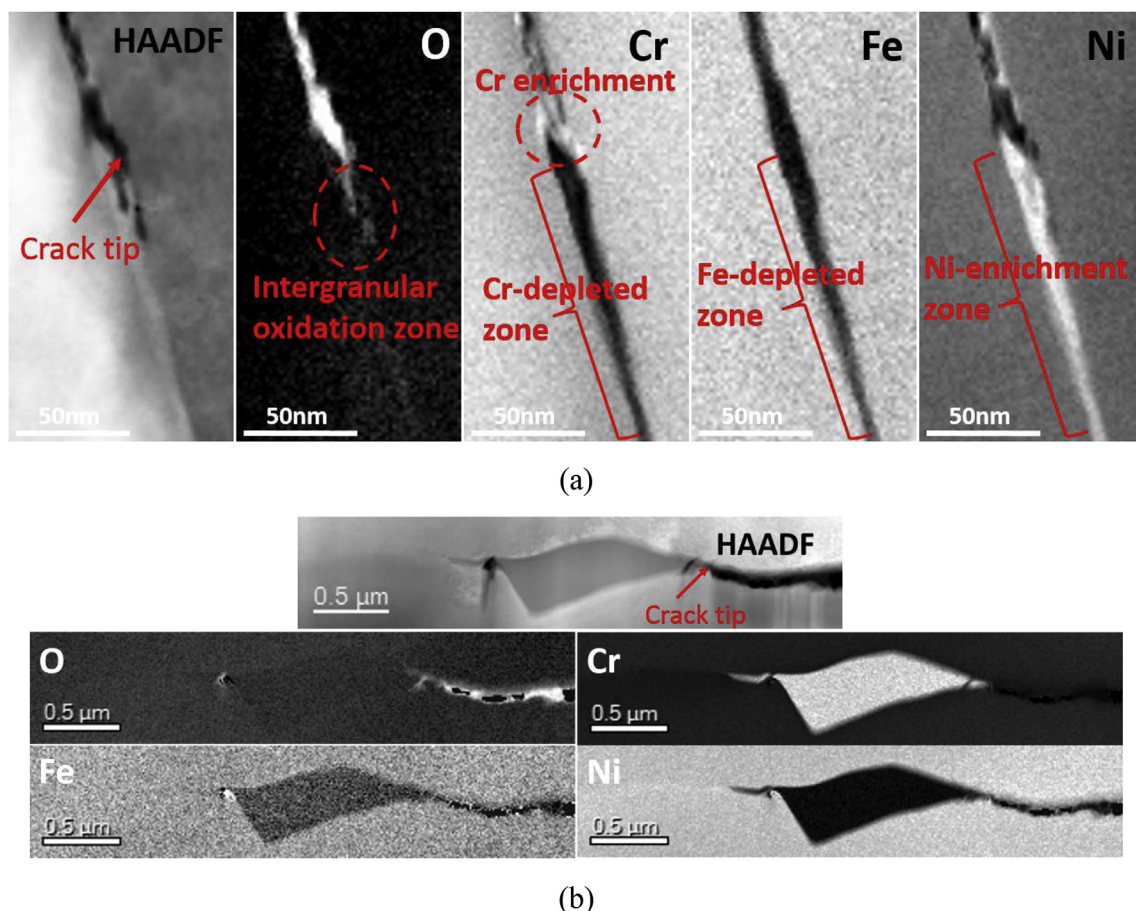 HAADF
O
Cr
Fe
Ni
Cr enrichment
Crack tip
Intergranular
oxidation zone
Cr-depleted
zone
Fe-depleted
zone
Ni-enrichment
zone
50nm
50nm
50nm
50nm
50nm
(a)
HAADF
0.5 µm
Crack tip
O
Cr
0.5 µm
0.5 µm
Fe
Ni
0.5 µm
0.5 µm
(b)